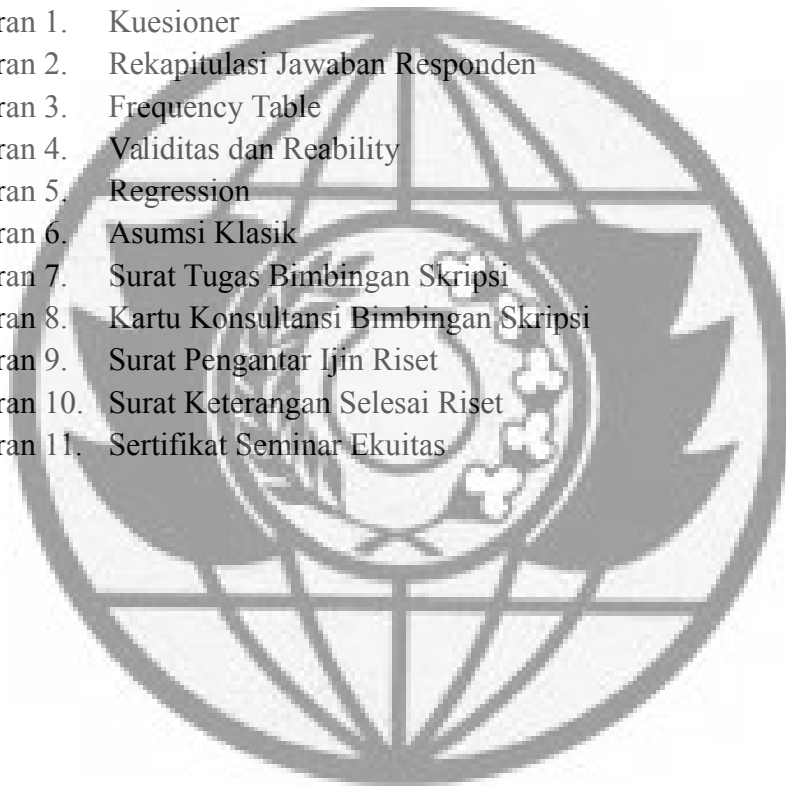 ran 1. Kuesioner
ran 2. Rekapitulasi Jawaban Responden
ran 3. Frequency Table
ran 4. Validitas dan Reability
ran 5. Regression
ran 6. Asumsi Klasik
ran 7. Surat Tugas Bimbingan Skripsi
ran 8. Kartu Konsultansi Bimbingan Skripsi
ran 9. Surat Pengantar Ijin Riset
ran 10. Surat Keterangan Selesai Riset
ran 11. Sertifikat Seminar Ekuitas